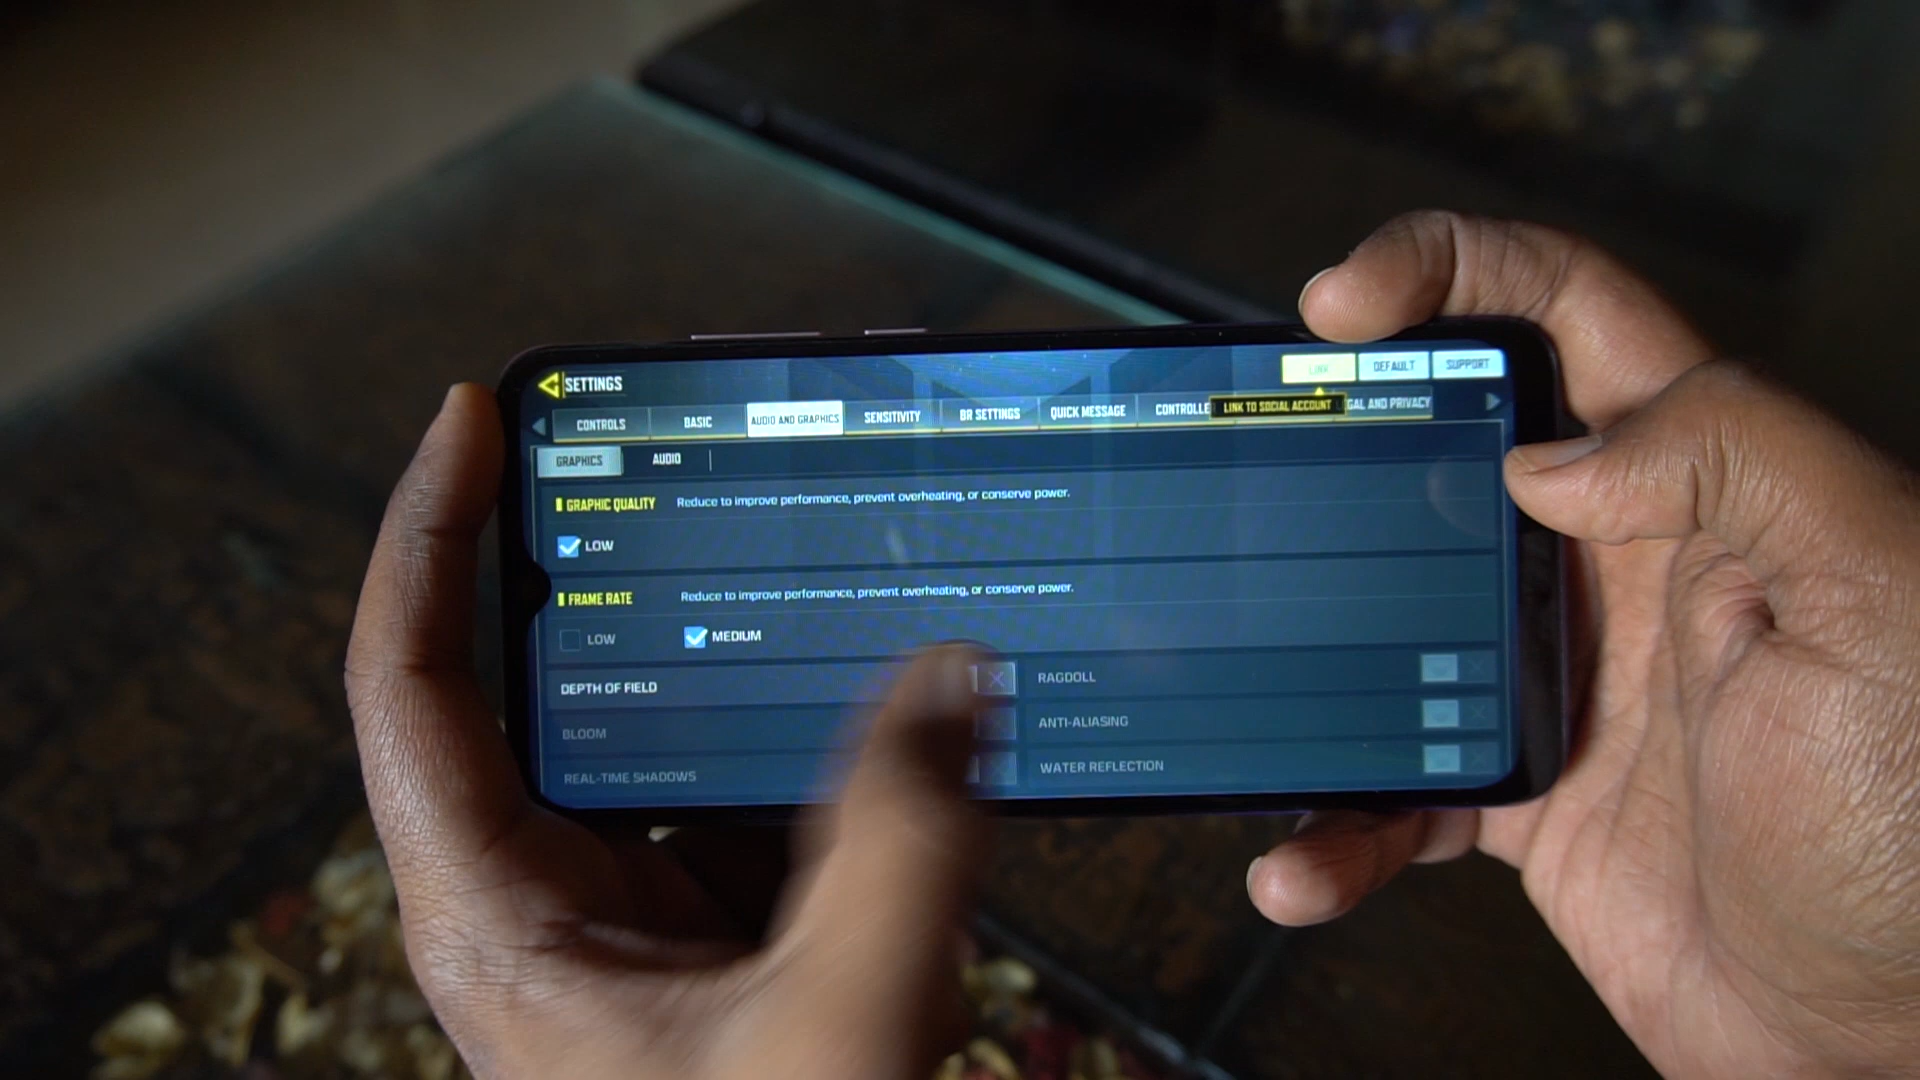 SETTINGS
LINK
DEFAULT
SUPPORT
CONTROLS
BASIC
AUDIO AND GRAPHICS
SENSITIVITY
BR SETTINGS
QUICK MESSAGE
CONTROLLE
LINK TO SOCIAL ACCOUNT
GAL AND PRIVACY
GRAPHICS
AUDIO
GRAPHIC QUALITY
Reduce to improve performance, prevent overheating, or conserve power.
LOW
FRAME RATE
Reduce to improve performance, prevent overheating, or conserve power.
LOW
MEDIUM
DEPTH OF FIELD
RAGDOLL
BLOOM
ANTI-ALIASING
REAL-TIME SHADOWS
WATER REFLECTION